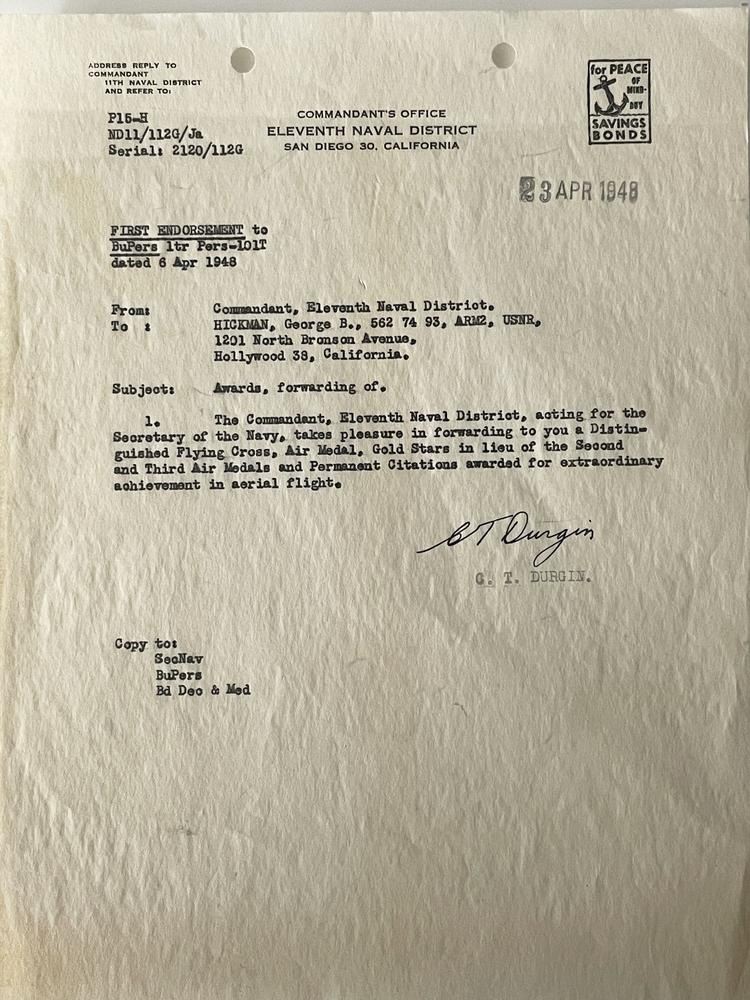 ADDRESS REPLY TO
COMMANDANT
11TH NAVAL DISTRICT
AND REFER TO:
P15-H
ND11/112G/Ja
Serial: 2120/112G
COMMANDANT'S OFFICE
ELEVENTH NAVAL DISTRICT
SAN DIEGO 30, CALIFORNIA
for PEACE
OF
MIND-
BUY
SAVINGS
BONDS
23 APR 1948
FIRST ENDORSEMENT to
BuPers ltr Pers-101T
dated 6 Apr 1948
From: Commandant, Eleventh Naval District.
To : HICKMAN, George B., 562 74 93, ARM2, USNR,
1201 North Bronson Avenue,
Hollywood 38, California.
Subject: Awards, forwarding of.
1. The Commandant, Eleventh Naval District, acting for the
Secretary of the Navy, takes pleasure in forwarding to you a Distin-
guished Flying Cross, Air Medal, Gold Stars in lieu of the Second
and Third Air Medals and Permanent Citations awarded for extraordinary
achievement in aerial flight.
C T Durgin
C. T. DURGIN.
Copy to:
SecNav
BuPers
Bd Dec & Med